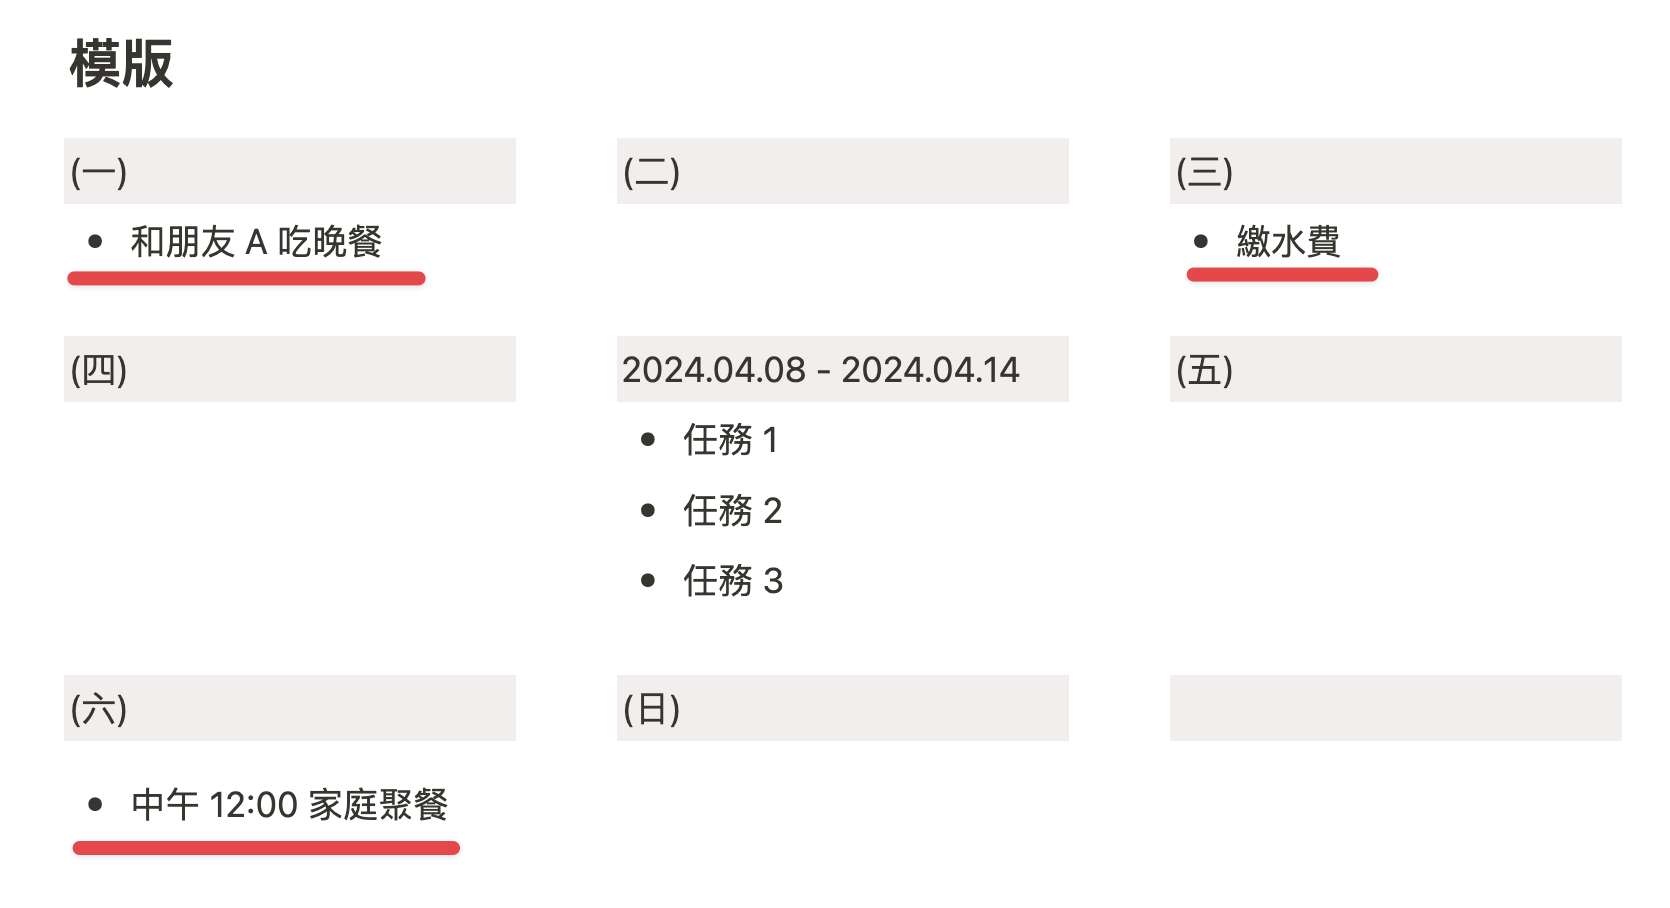 模版
(一)
和朋友 A 吃晚餐
(二)
(三)
繳水費
(四)
2024.04.08 - 2024.04.14
任務 1
任務 2
任務 3
(五)
(六)
中午 12:00 家庭聚餐
(日)